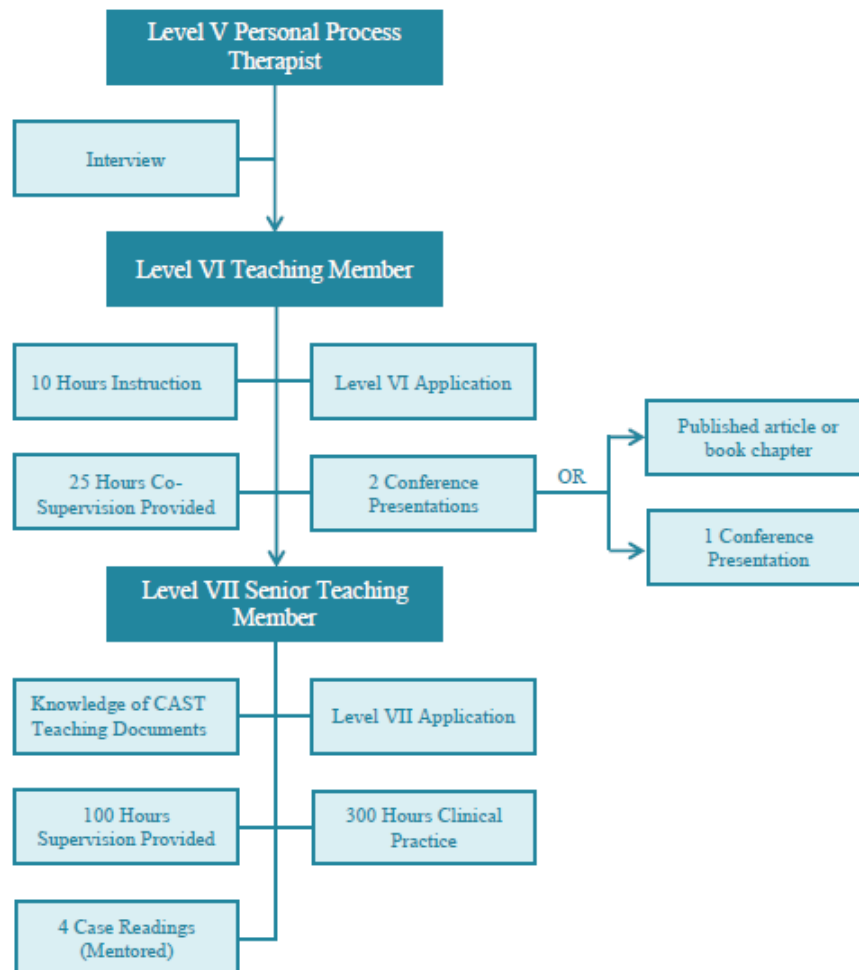 Level V Personal Process
Therapist
Interview
Level VI Teaching Member
10 Hours Instruction
Level VI Application
25 Hours Co-
Supervision Provided
2 Conference
Presentations
OR
Published article or
book chapter
1 Conference
Presentation
Level VII Senior Teaching
Member
Knowledge of CAST
Teaching Documents
Level VII Application
100 Hours
Supervision Provided
300 Hours Clinical
Practice
4 Case Readings
(Mentored)